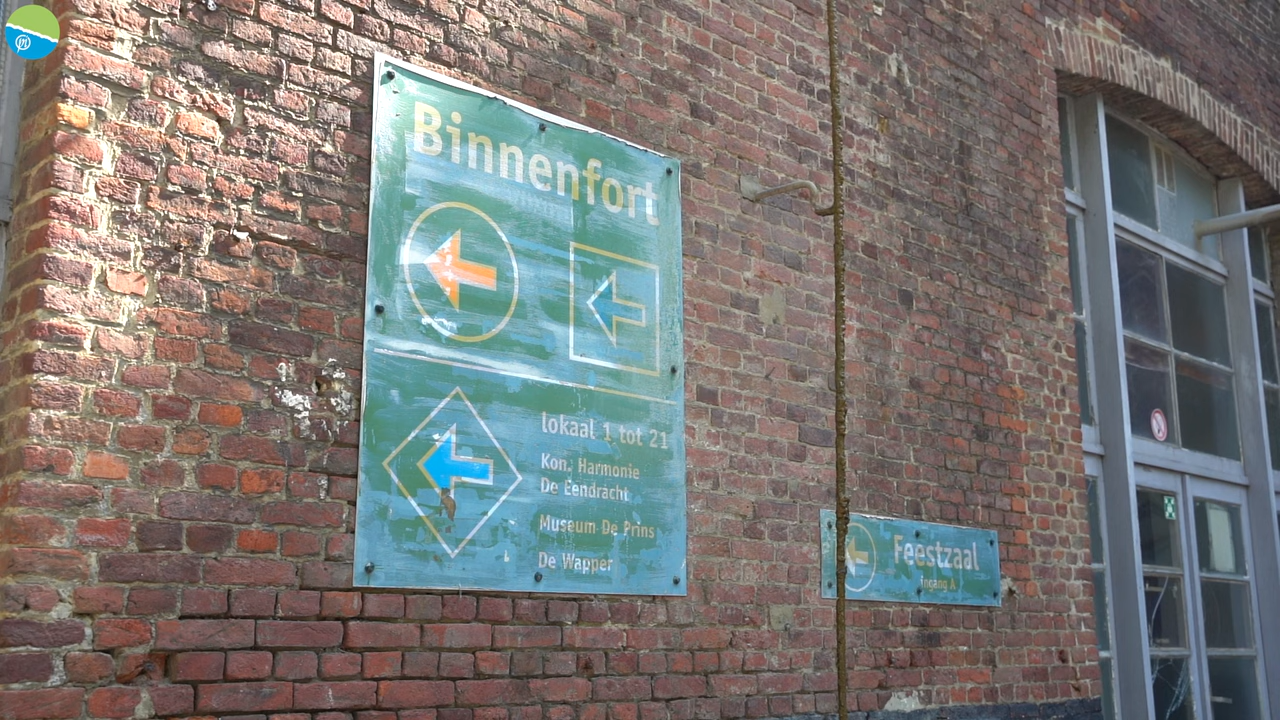 Binnenfort
lokaal 1 tot 21
Kon. Harmonie
De Eendracht
Museum De Prins
De Wapper
Feestzaal
ingang A